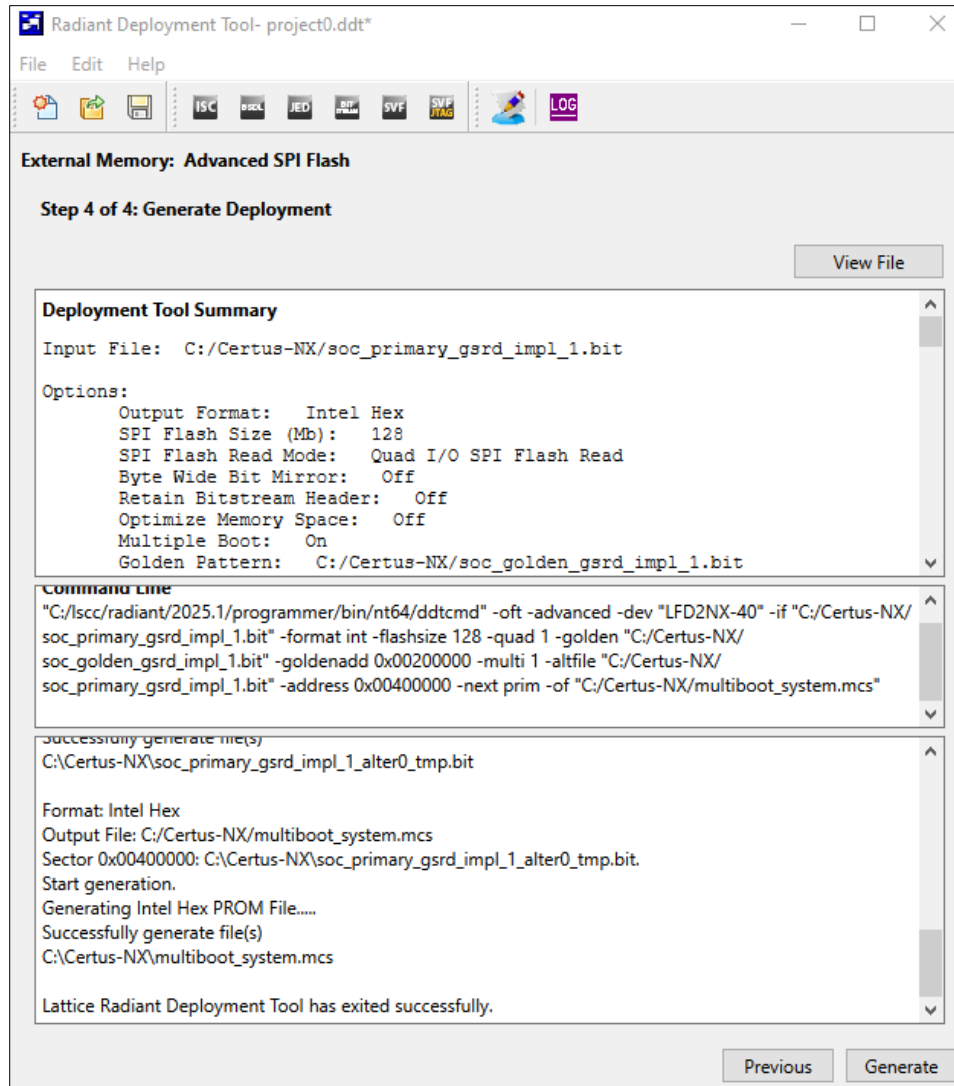 Radiant Deployment Tool- project0.ddt*
File Edit Help
ISC BSDL JED BIT STREAM SVF SVF JTAG LOG
External Memory: Advanced SPI Flash
Step 4 of 4: Generate Deployment
View File
Deployment Tool Summary
Input File: C:/Certus-NX/soc_primary_gsrd_impl_1.bit
Options:
Output Format: Intel Hex
SPI Flash Size (Mb): 128
SPI Flash Read Mode: Quad I/O SPI Flash Read
Byte Wide Bit Mirror: Off
Retain Bitstream Header: Off
Optimize Memory Space: Off
Multiple Boot: On
Golden Pattern: C:/Certus-NX/soc_golden_gsrd_impl_1.bit
Command Line
"C:/lscc/radiant/2025.1/programmer/bin/nt64/ddtcmd" -oft -advanced -dev "LFD2NX-40" -if "C:/Certus-NX/
soc_primary_gsrd_impl_1.bit" -format int -flashsize 128 -quad 1 -golden "C:/Certus-NX/
soc_golden_gsrd_impl_1.bit" -goldenadd 0x00200000 -multi 1 -altfile "C:/Certus-NX/
soc_primary_gsrd_impl_1.bit" -address 0x00400000 -next prim -of "C:/Certus-NX/multiboot_system.mcs"
Successfully generate file(s)
C:\Certus-NX\soc_primary_gsrd_impl_1_alter0_tmp.bit
Format: Intel Hex
Output File: C:/Certus-NX/multiboot_system.mcs
Sector 0x00400000: C:\Certus-NX\soc_primary_gsrd_impl_1_alter0_tmp.bit.
Start generation.
Generating Intel Hex PROM File.....
Successfully generate file(s)
C:\Certus-NX\multiboot_system.mcs
Lattice Radiant Deployment Tool has exited successfully.
Previous Generate